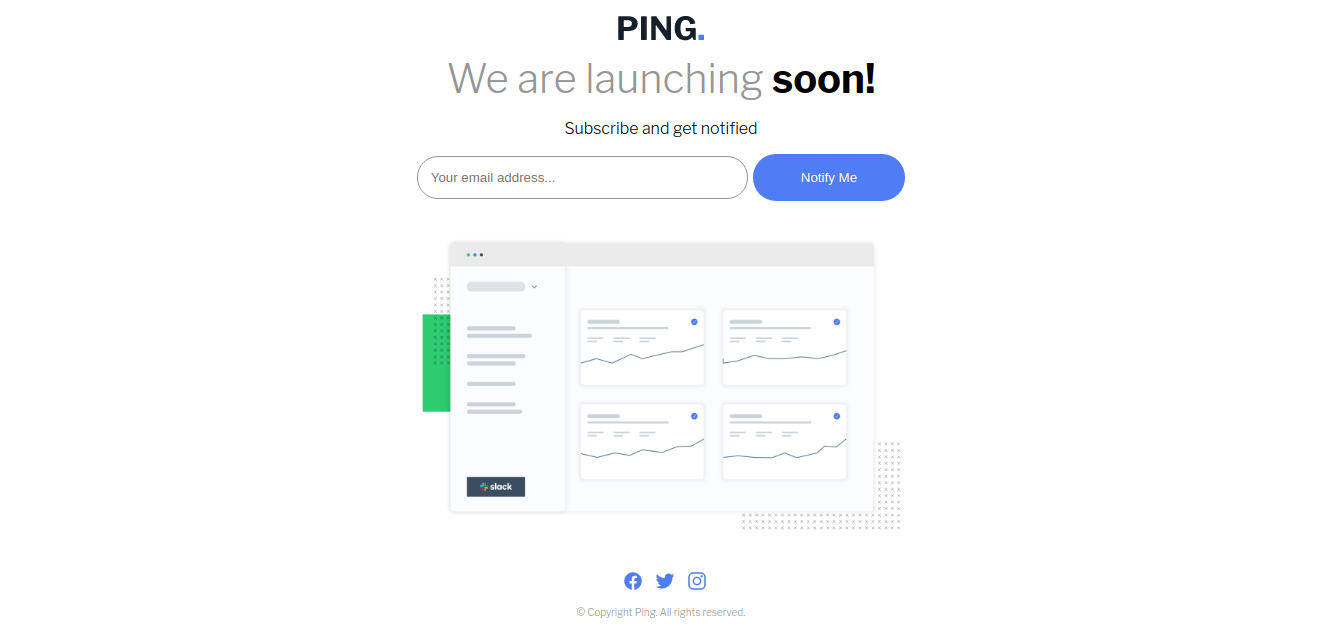 PING.
We are launching soon!
Subscribe and get notified
Your email address...
Notify Me
slack
© Copyright Ping. All rights reserved.